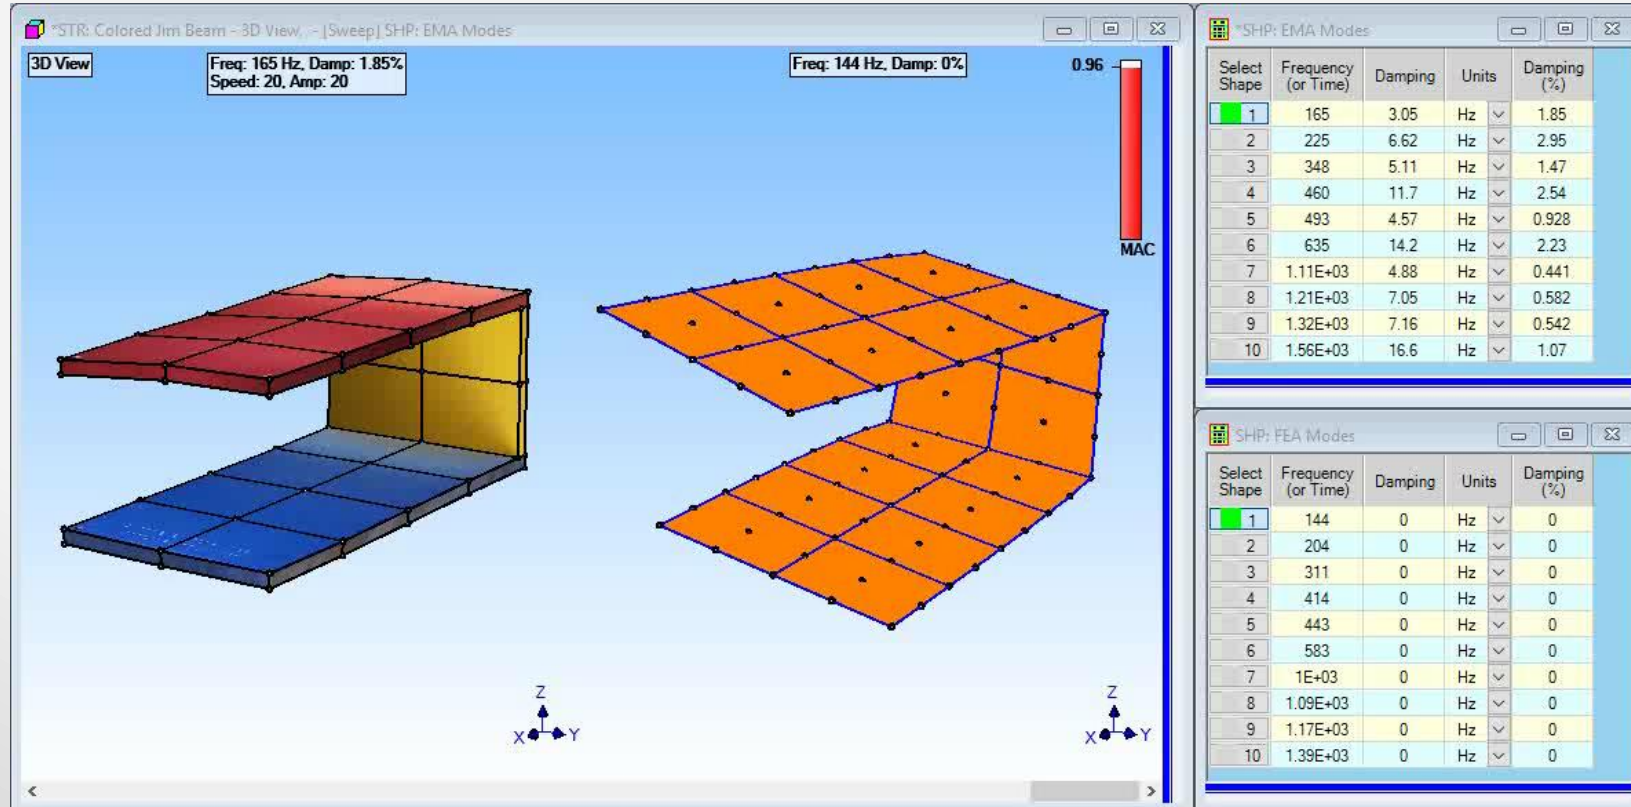 *STR: Colored Jim Beam - 3D View, - [Sweep] SHP: EMA Modes
3D View
Freq: 165 Hz, Damp: 1.85%
Speed: 20, Amp: 20
Freq: 144 Hz, Damp: 0%
0.96
MAC
Z
X Y
Z
X Y
*SHP: EMA Modes
Select Shape Frequency (or Time) Damping Units Damping (%)
1 165 3.05 Hz 1.85
2 225 6.62 Hz 2.95
3 348 5.11 Hz 1.47
4 460 11.7 Hz 2.54
5 493 4.57 Hz 0.928
6 635 14.2 Hz 2.23
7 1.11E+03 4.88 Hz 0.441
8 1.21E+03 7.05 Hz 0.582
9 1.32E+03 7.16 Hz 0.542
10 1.56E+03 16.6 Hz 1.07
SHP: FEA Modes
Select Shape Frequency (or Time) Damping Units Damping (%)
1 144 0 Hz 0
2 204 0 Hz 0
3 311 0 Hz 0
4 414 0 Hz 0
5 443 0 Hz 0
6 583 0 Hz 0
7 1E+03 0 Hz 0
8 1.09E+03 0 Hz 0
9 1.17E+03 0 Hz 0
10 1.39E+03 0 Hz 0